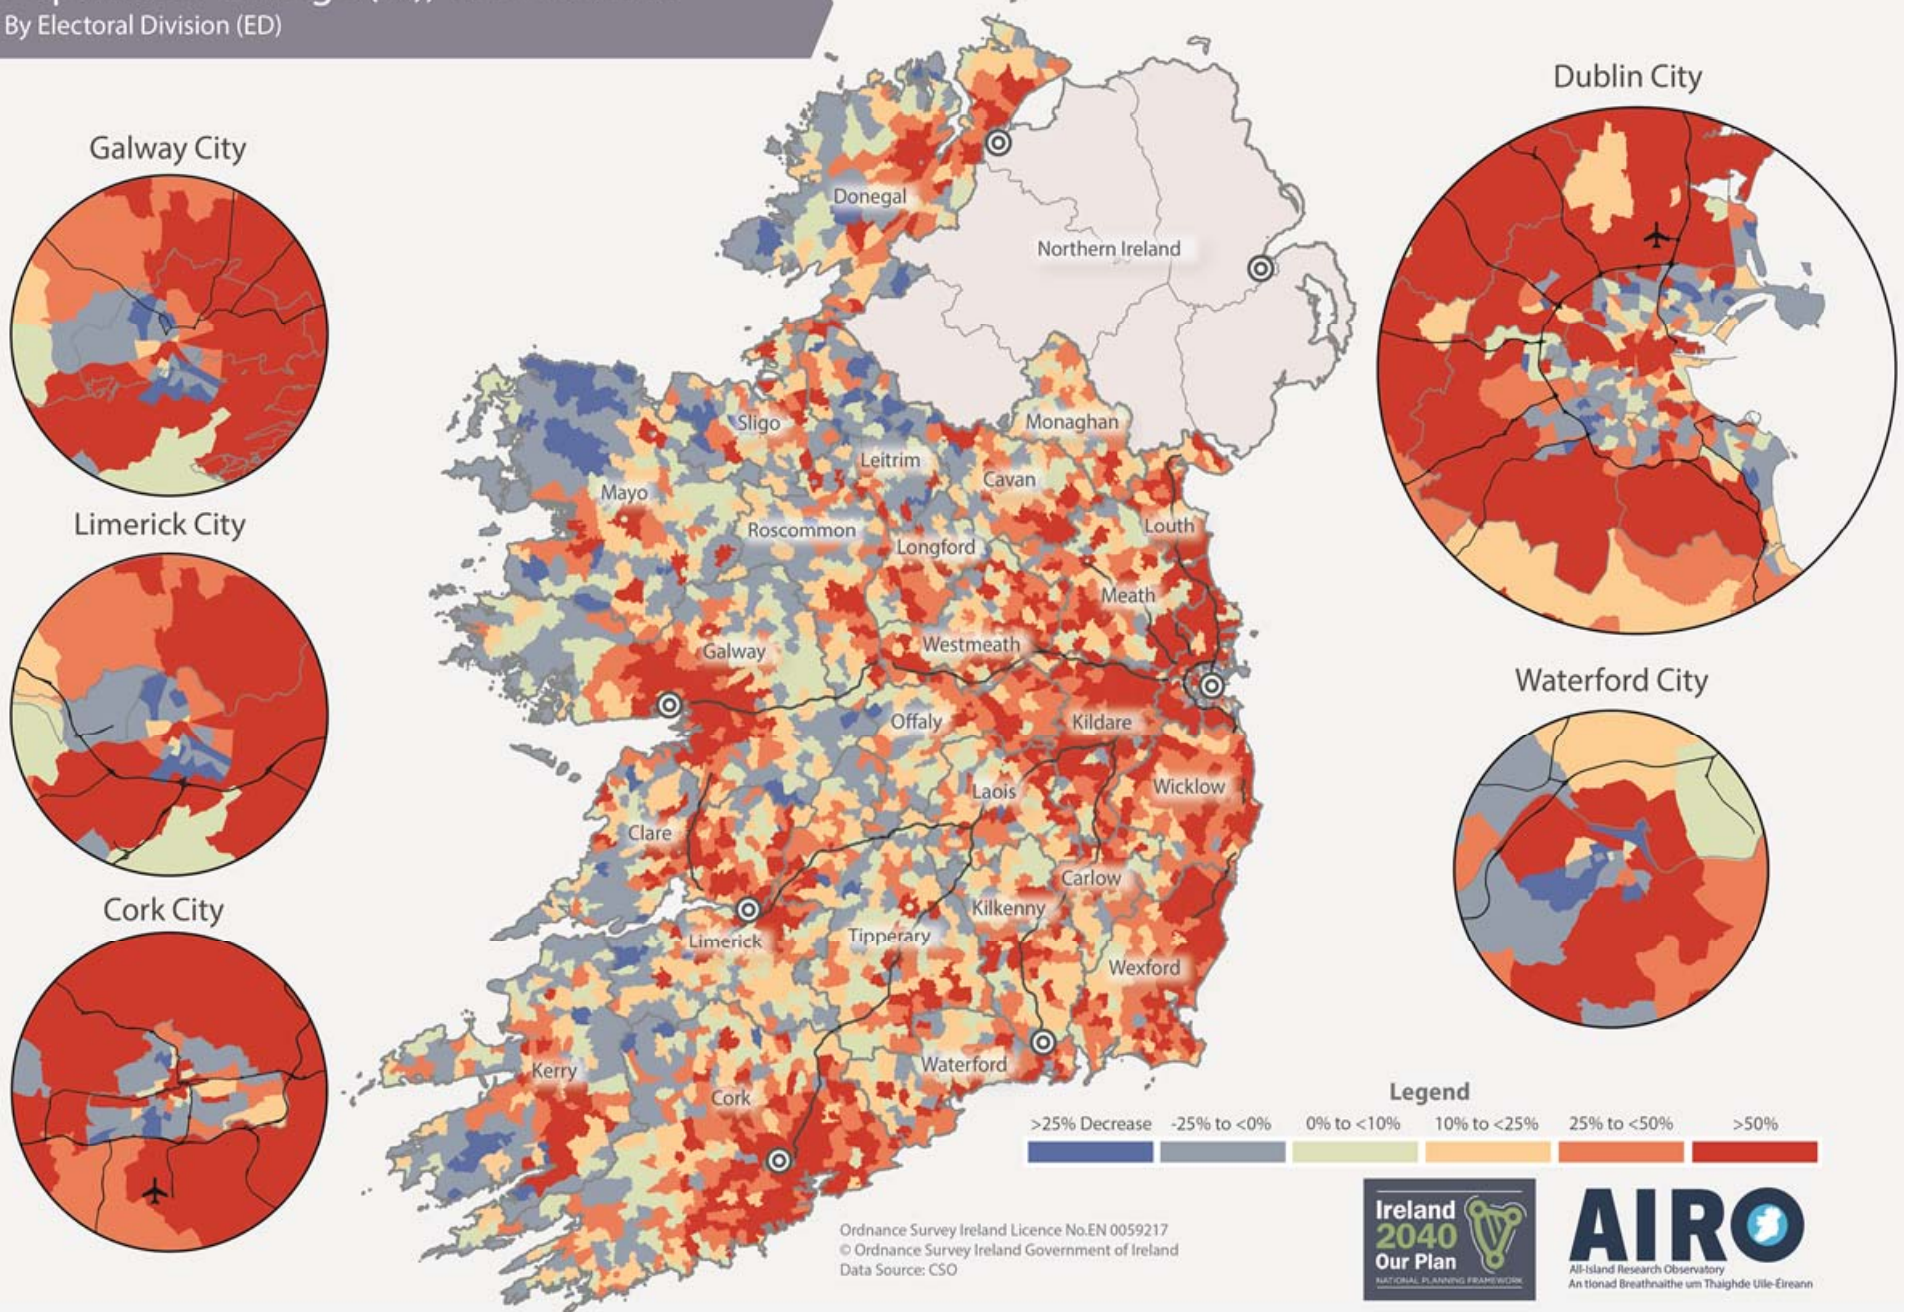 By Electoral Division (ED)
Galway City
Limerick City
Cork City
Dublin City
Waterford City
Donegal
Northern Ireland
Monaghan
Sligo
Leitrim
Cavan
Mayo
Roscommon
Louth
Longford
Meath
Westmeath
Galway
Offaly
Kildare
Laois
Wicklow
Clare
Carlow
Kilkenny
Limerick
Tipperary
Wexford
Waterford
Kerry
Cork
Legend
>25% Decrease
-25% to <0%
0% to <10%
10% to <25%
25% to <50%
>50%
Ordnance Survey Ireland Licence No.EN 0059217
© Ordnance Survey Ireland Government of Ireland
Data Source: CSO
Ireland
2040
Our Plan
NATIONAL PLANNING FRAMEWORK
AIRO
All-Island Research Observatory
An tIonad Breathnaithe um Thaighde Uile-Éireann